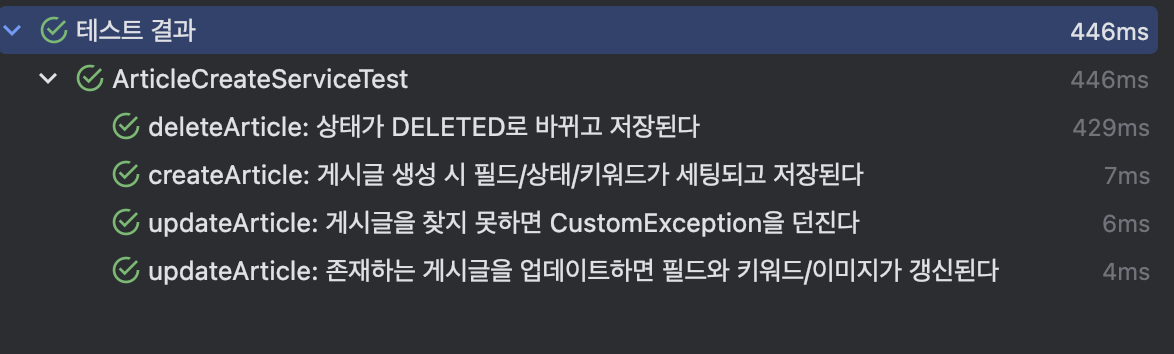 테스트 결과 446ms
ArticleCreateServiceTest 446ms
deleteArticle: 상태가 DELETED로 바뀌고 저장된다 429ms
createArticle: 게시글 생성 시 필드/상태/키워드가 세팅되고 저장된다 7ms
updateArticle: 게시글을 찾지 못하면 CustomException을 던진다 6ms
updateArticle: 존재하는 게시글을 업데이트하면 필드와 키워드/이미지가 갱신된다 4ms